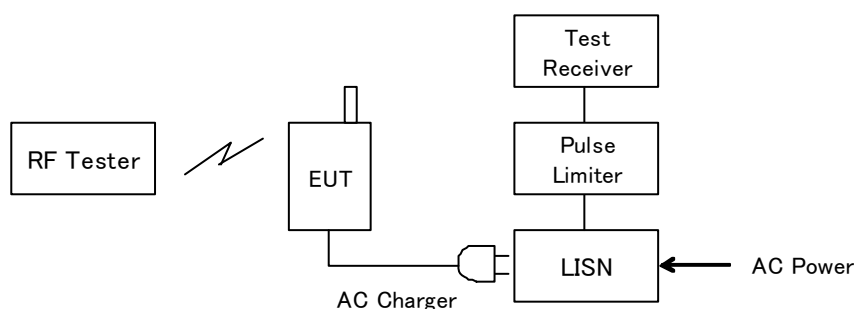 Test
Receiver
RF Tester
EUT
Pulse
Limiter
LISN
AC Power
AC Charger